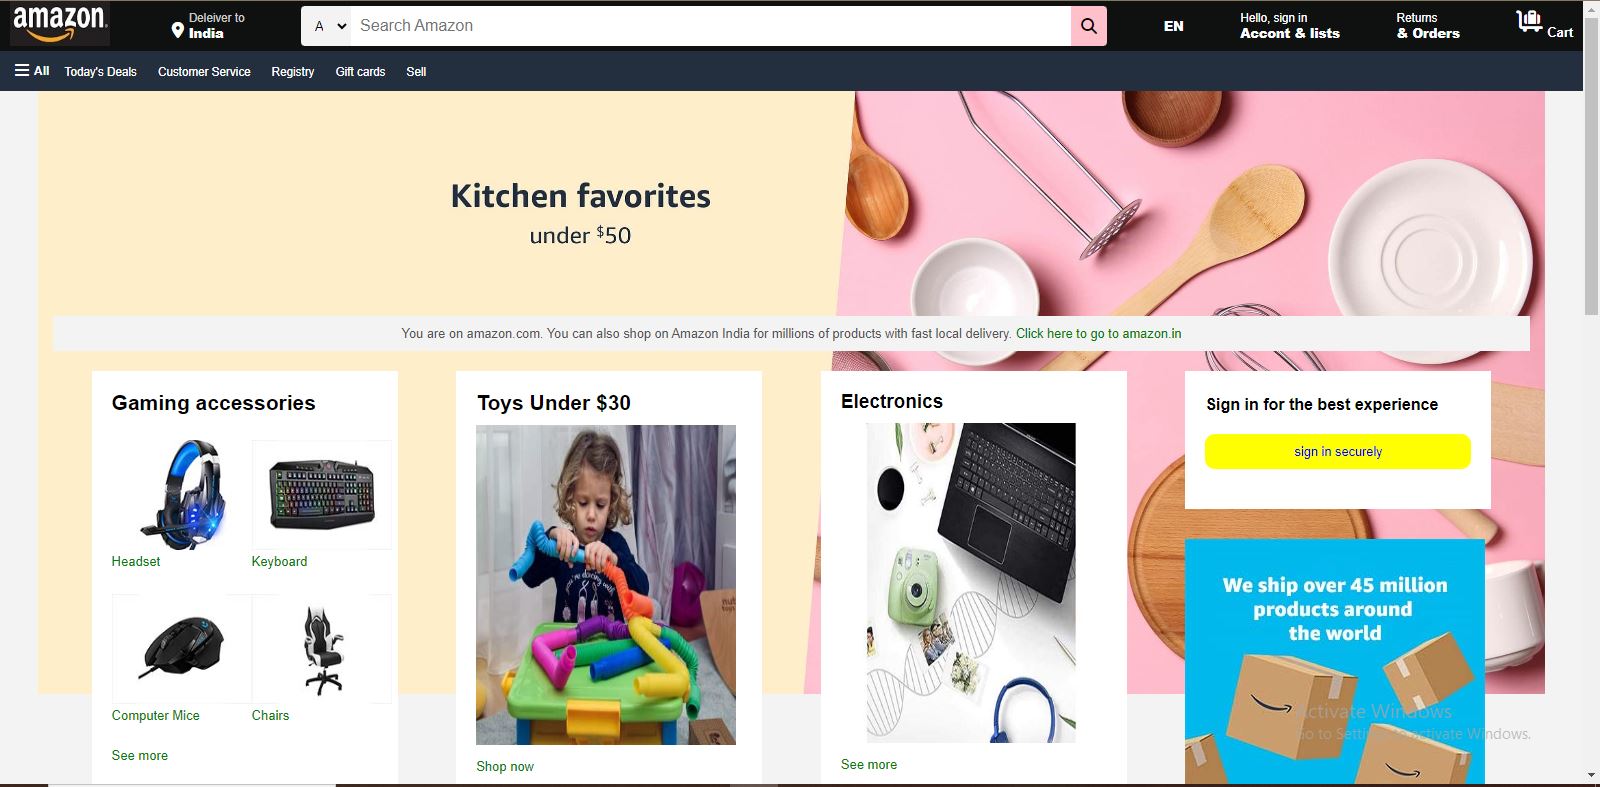 amazon
Deleiver to
India
A
Search Amazon
EN
Hello, sign in
Accont & lists
Returns
& Orders
Cart
All
Today's Deals
Customer Service
Registry
Gift cards
Sell
Kitchen favorites
under $50
You are on amazon.com. You can also shop on Amazon India for millions of products with fast local delivery. Click here to go to amazon.in
Gaming accessories
Headset
Keyboard
Computer Mice
Chairs
See more
Toys Under $30
Shop now
Electronics
See more
Sign in for the best experience
sign in securely
We ship over 45 million
products around
the world
Activate Windows
Go to Settings to activate Windows.